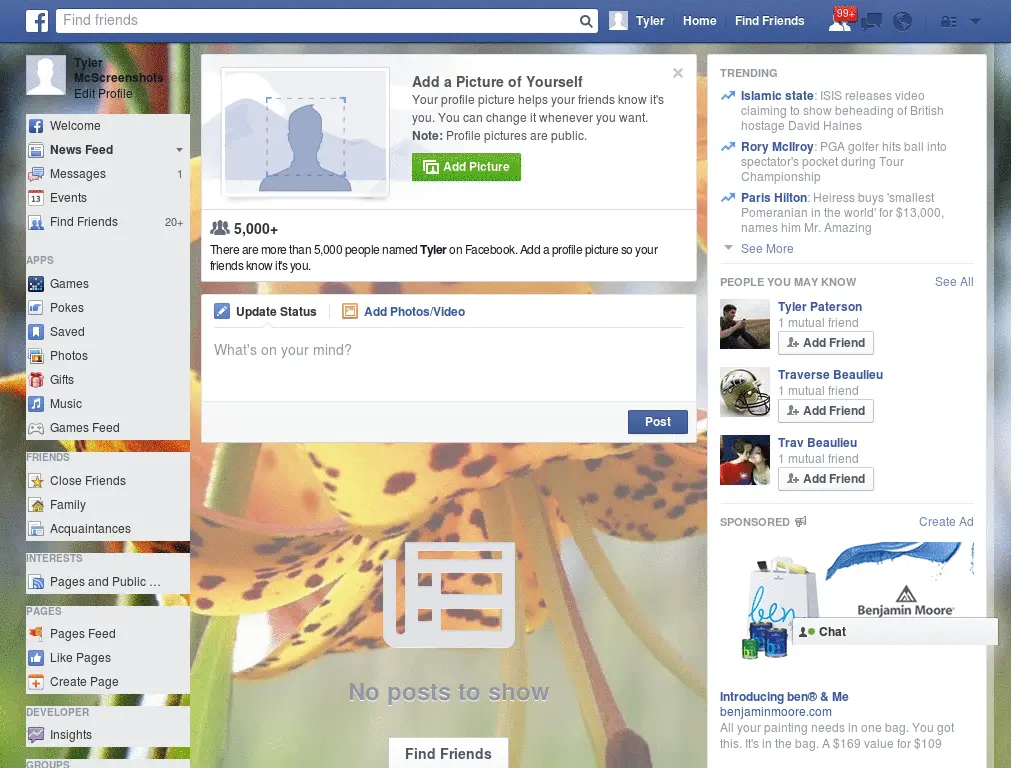 Find friends
Tyler
Home
Find Friends
99+
Tyler
McScreenshots
Edit Profile
Welcome
News Feed
Messages 1
13 Events
Find Friends 20+
APPS
Games
Pokes
Saved
Photos
Gifts
Music
Games Feed
FRIENDS
Close Friends
Family
Acquaintances
INTERESTS
Pages and Public ...
PAGES
Pages Feed
Like Pages
Create Page
DEVELOPER
Insights
GROUPS
Add a Picture of Yourself
Your profile picture helps your friends know it's
you. You can change it whenever you want.
Note: Profile pictures are public.
Add Picture
5,000+
There are more than 5,000 people named Tyler on Facebook. Add a profile picture so your
friends know it's you.
Update Status
Add Photos/Video
What's on your mind?
Post
No posts to show
Find Friends
TRENDING
Islamic state: ISIS releases video
claiming to show beheading of British
hostage David Haines
Rory McIlroy: PGA golfer hits ball into
spectator's pocket during Tour
Championship
Paris Hilton: Heiress buys 'smallest
Pomeranian in the world' for $13,000,
names him Mr. Amazing
See More
PEOPLE YOU MAY KNOW See All
Tyler Paterson
1 mutual friend
Add Friend
Traverse Beaulieu
1 mutual friend
Add Friend
Trav Beaulieu
1 mutual friend
Add Friend
SPONSORED Create Ad
ben
Benjamin Moore
Chat
Introducing ben® & Me
benjaminmoore.com
All your painting needs in one bag. You got
this. It's in the bag. A $169 value for $109